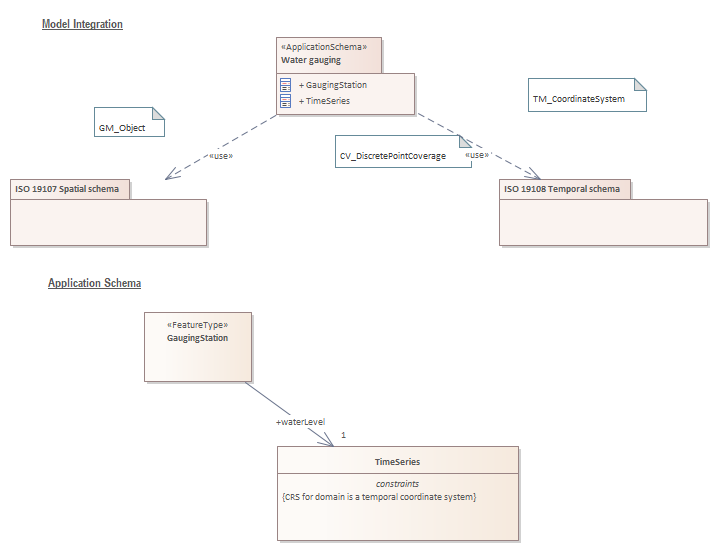 Model Integration
«ApplicationSchema»
Water gauging
+ GaugingStation
+ TimeSeries
TM_CoordinateSystem
GM_Object
«use»
CV_DiscretePointCoverage
«use»
ISO 19107 Spatial schema
ISO 19108 Temporal schema
Application Schema
«FeatureType»
GaugingStation
+waterLevel
1
TimeSeries
constraints
{CRS for domain is a temporal coordinate system}